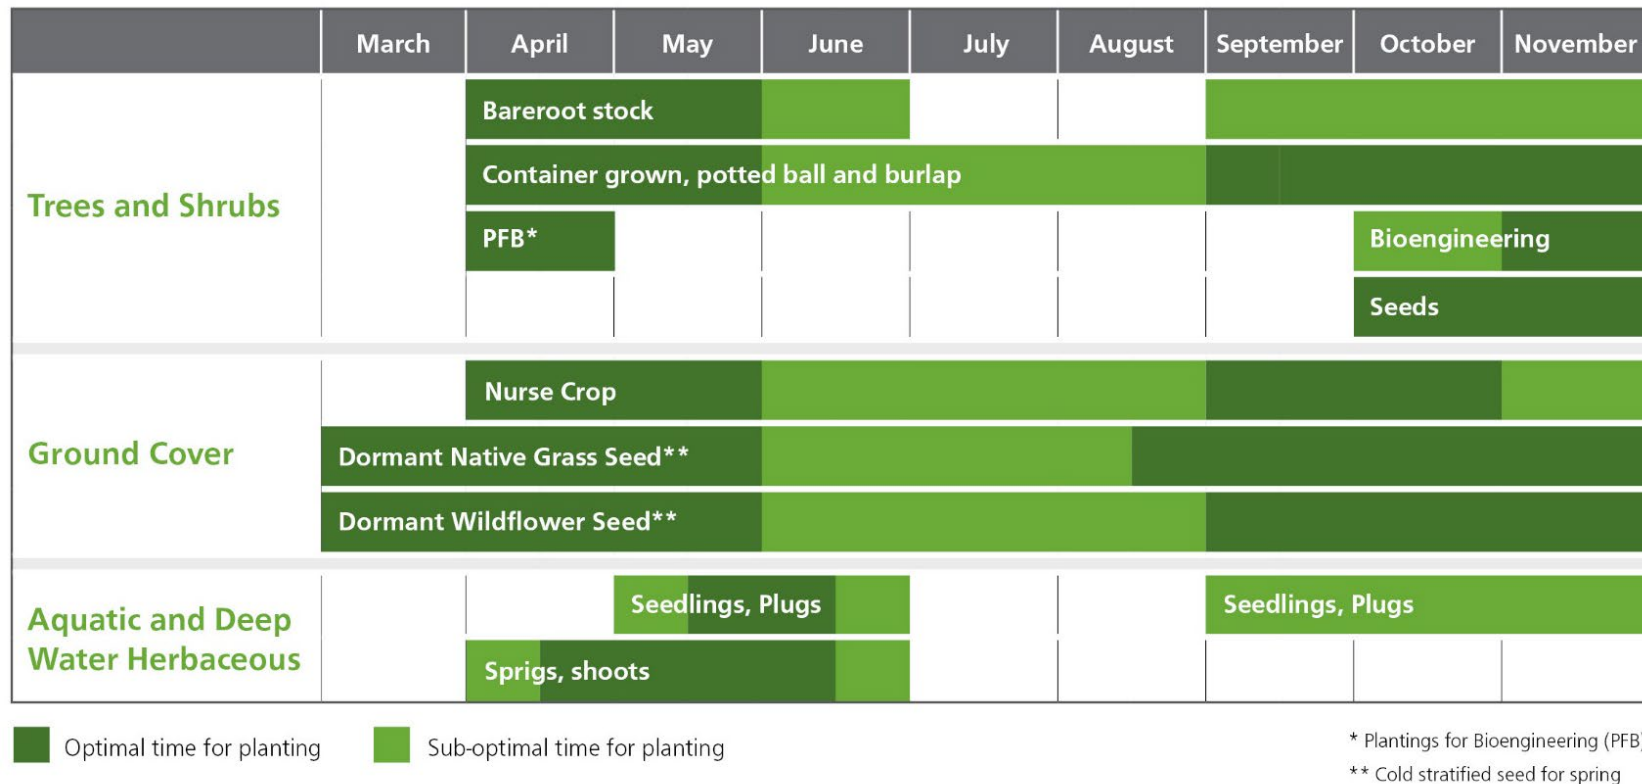 March April May June July August September October November
Trees and Shrubs
Bareroot stock
Container grown, potted ball and burlap
PFB* Bioengineering
Seeds
Ground Cover
Nurse Crop
Dormant Native Grass Seed**
Dormant Wildflower Seed**
Aquatic and Deep
Water Herbaceous
Seedlings, Plugs Seedlings, Plugs
Sprigs, shoots
Optimal time for planting Sub-optimal time for planting
* Plantings for Bioengineering (PFB)
** Cold stratified seed for spring